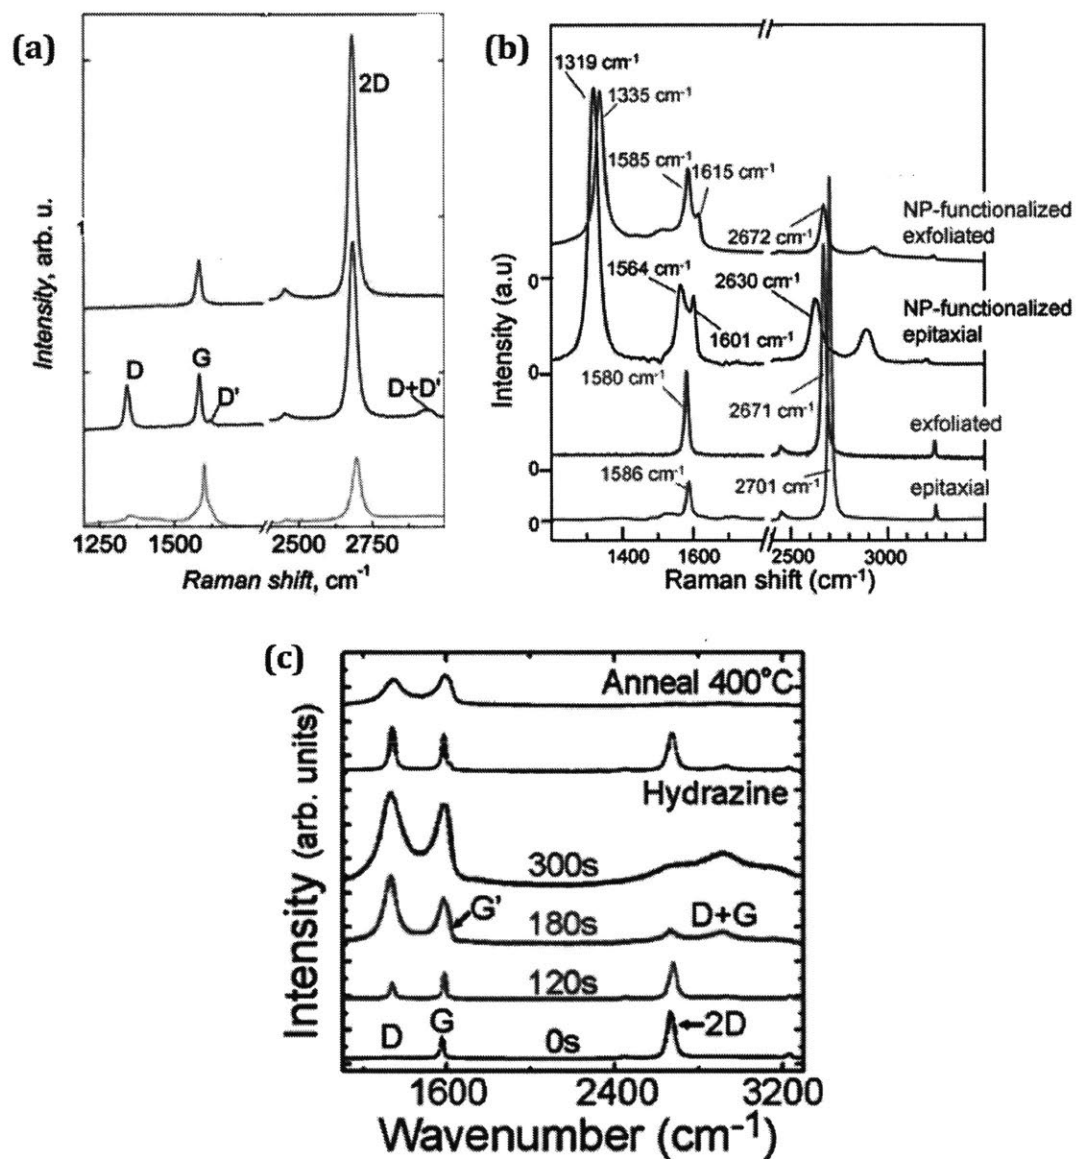 (a)
2D
Intensity, arb. u.
D
G
D'
D+D'
1250 1500 2500 2750
Raman shift, cm⁻¹
(b)
1319 cm⁻¹
1335 cm⁻¹
1585 cm⁻¹
1615 cm⁻¹
2672 cm⁻¹
NP-functionalized
exfoliated
0
1564 cm⁻¹
2630 cm⁻¹
1601 cm⁻¹
NP-functionalized
epitaxial
0
1580 cm⁻¹
2671 cm⁻¹
exfoliated
0
1586 cm⁻¹
2701 cm⁻¹
epitaxial
0
Intensity (a.u)
1400 1600 2500 3000
Raman shift (cm⁻¹)
(c)
Anneal 400°C
Hydrazine
300s
G'
180s
D+G
120s
D
G
0s
2D
Intensity (arb. units)
1600 2400 3200
Wavenumber (cm⁻¹)